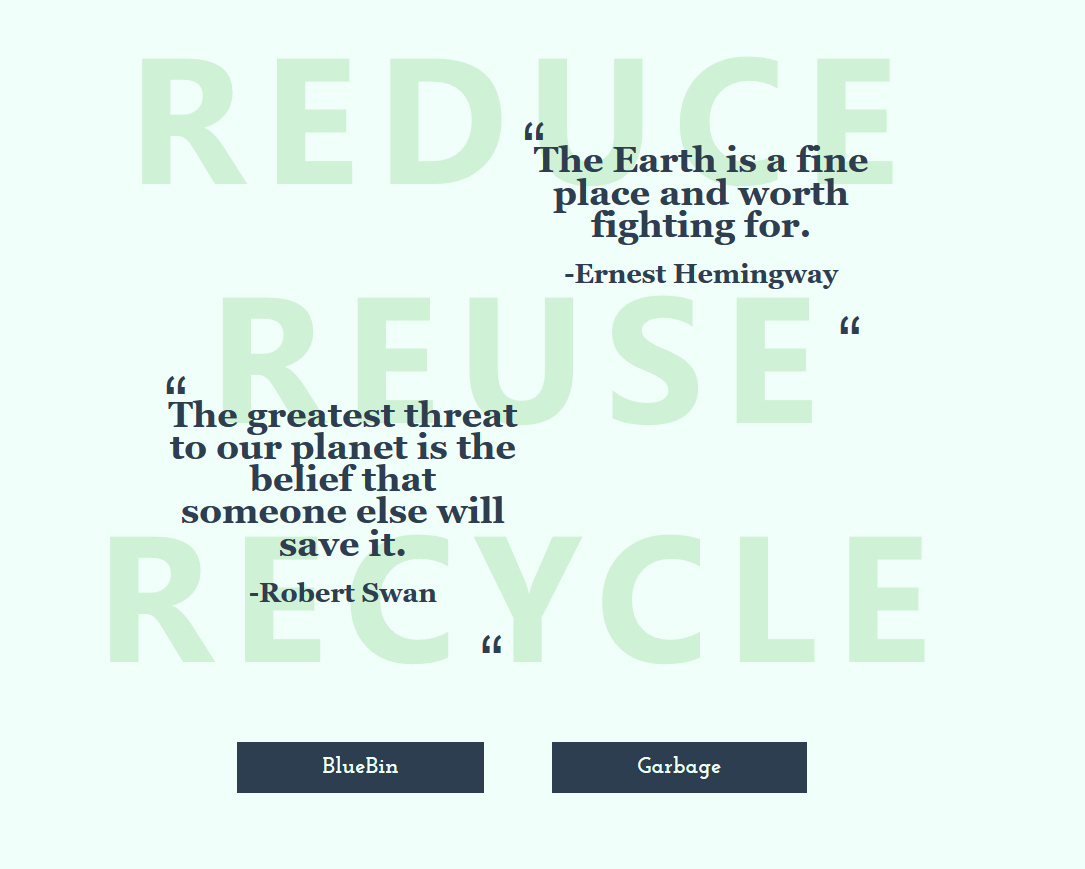 REDUCE
“
The Earth is a fine
place and worth
fighting for.
-Ernest Hemingway
“
REUSE
“
The greatest threat
to our planet is the
belief that
someone else will
save it.
-Robert Swan
“
RECYCLE
BlueBin
Garbage